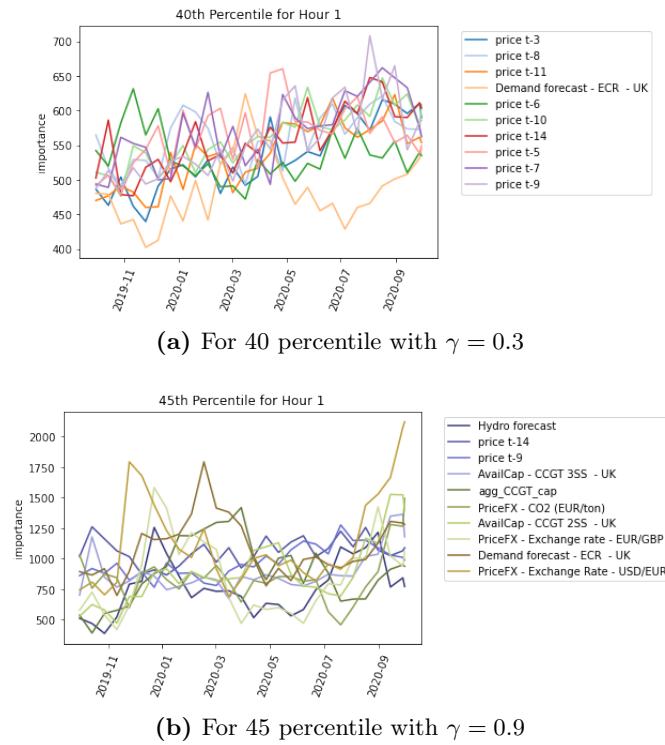 40th Percentile for Hour 1
700
650
600
550
500
450
400
importance
2019-11
2020-01
2020-03
2020-05
2020-07
2020-09
price t-3
price t-8
price t-11
Demand forecast - ECR - UK
price t-6
price t-10
price t-14
price t-5
price t-7
price t-9
(a) For 40 percentile with γ = 0.3
45th Percentile for Hour 1
2000
1750
1500
1250
1000
750
500
importance
2019-11
2020-01
2020-03
2020-05
2020-07
2020-09
Hydro forecast
price t-14
price t-9
AvailCap - CCGT 3SS - UK
agg_CCGT_cap
PriceFX - CO2 (EUR/ton)
AvailCap - CCGT 2SS - UK
PriceFX - Exchange rate - EUR/GBP
Demand forecast - ECR - UK
PriceFX - Exchange Rate - USD/EUR
(b) For 45 percentile with γ = 0.9